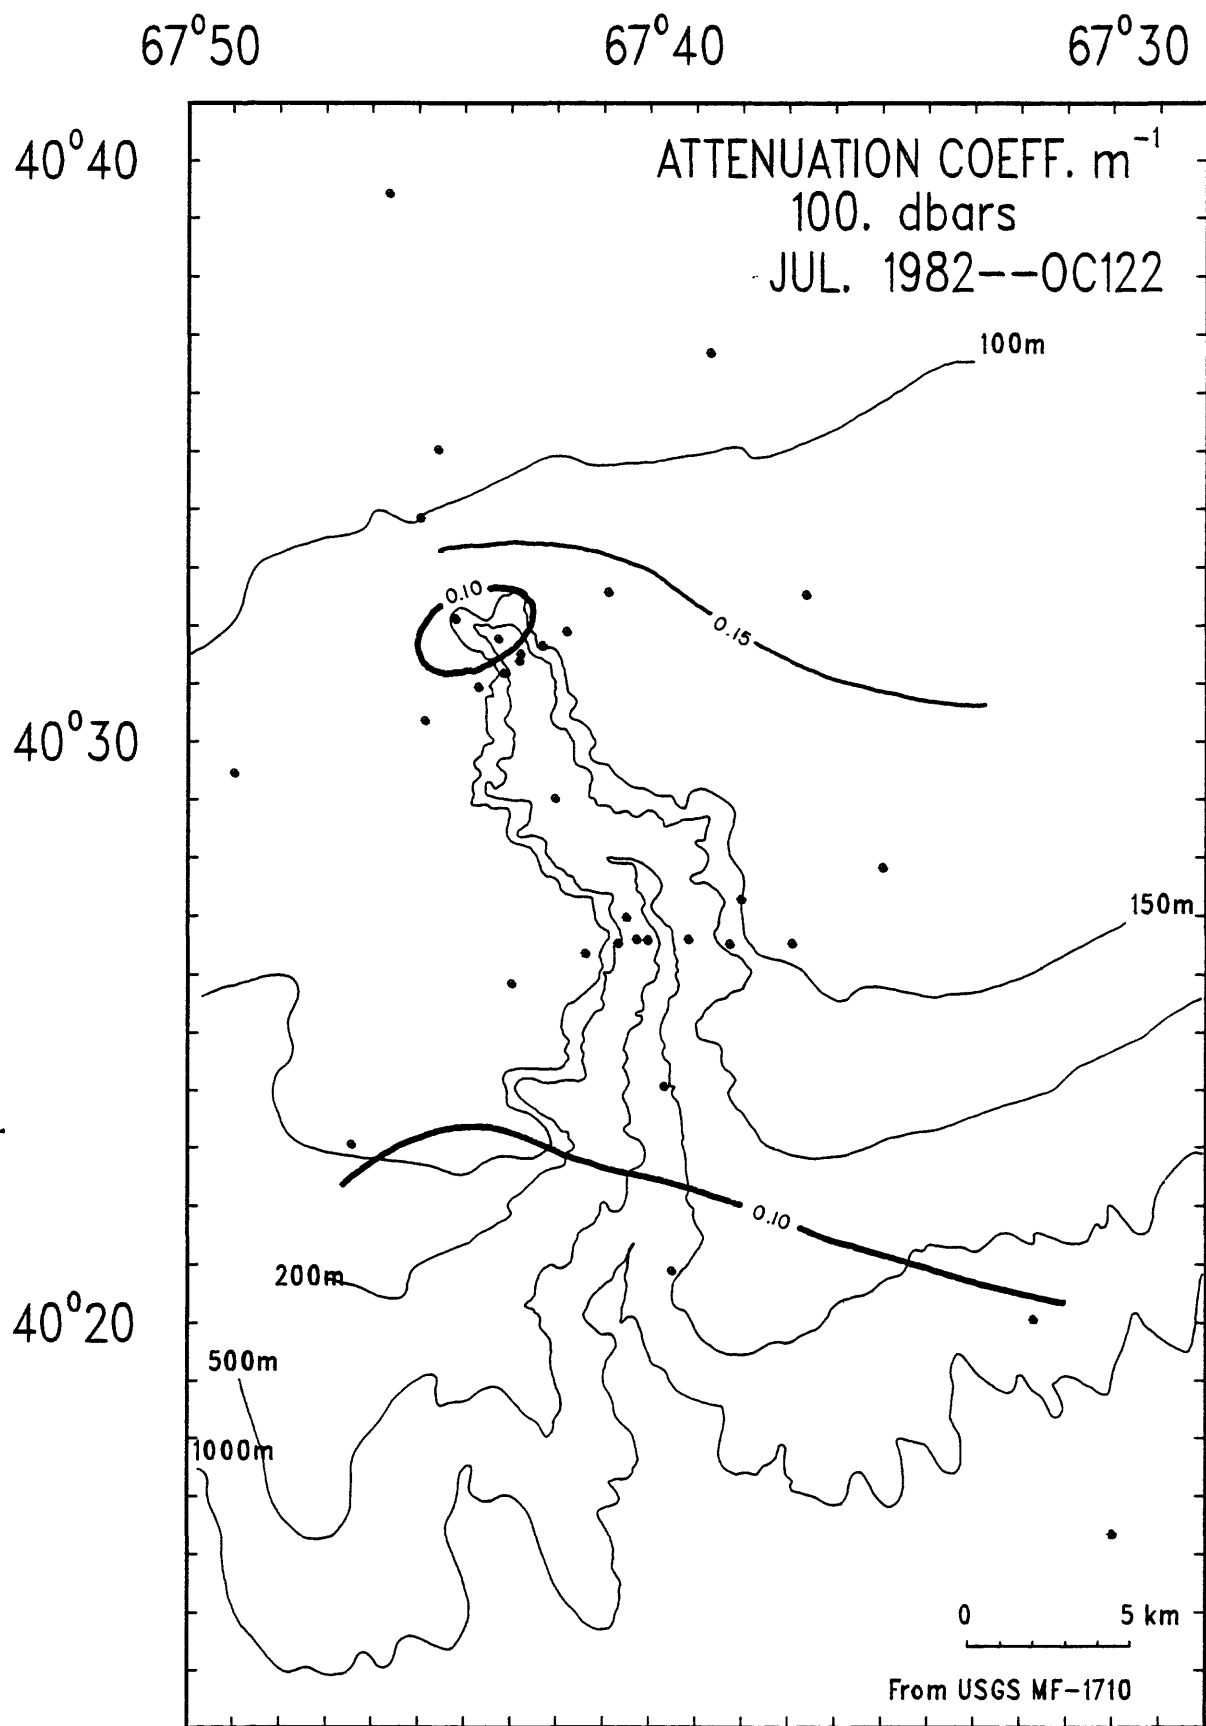 67°50 67°40 67°30
40°40
ATTENUATION COEFF. m⁻¹
100. dbars
JUL. 1982--OC122
100m
0.10
0.15
40°30
150m
0.10
200m
40°20
500m
1000m
0 5 km
From USGS MF-1710